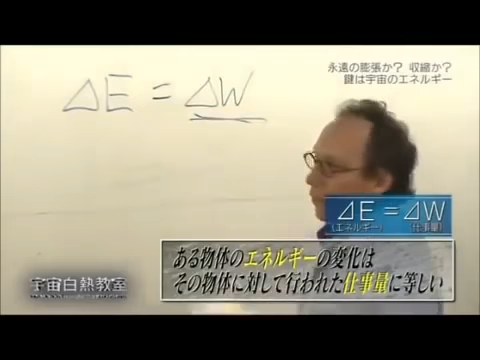 永遠の膨張か? 収縮か?
鍵は宇宙のエネルギー
ΔE = ΔW
ΔE = ΔW
(エネルギー) (仕事量)
ある物体のエネルギーの変化は
その物体に対して行われた仕事量に等しい
宇宙白熱教室